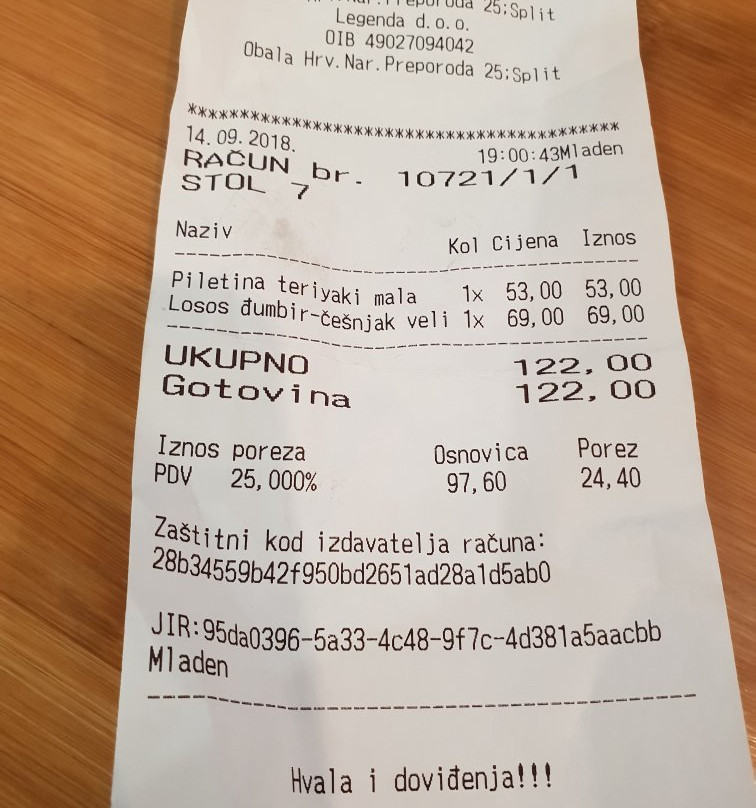 Preporoda 25;Split
Legenda d. o. o.
OIB 49027094042
Obala Hrv.Nar.Preporoda 25;Split
******************************************
14.09.2018. 19:00:43Mladen
RAČUN br. 10721/1/1
STOL 7
Naziv Kol Cijena Iznos
Piletina teriyaki mala 1x 53,00 53,00
Losos đumbir-češnjak veli 1x 69,00 69,00
UKUPNO 122,00
Gotovina 122,00
Iznos poreza Osnovica Porez
PDV 25,000% 97,60 24,40
Zaštitni kod izdavatelja računa:
28b34559b42f950bd2651ad28a1d5ab0
JIR:95da0396-5a33-4c48-9f7c-4d381a5aacbb
Mladen
Hvala i doviđenja!!!